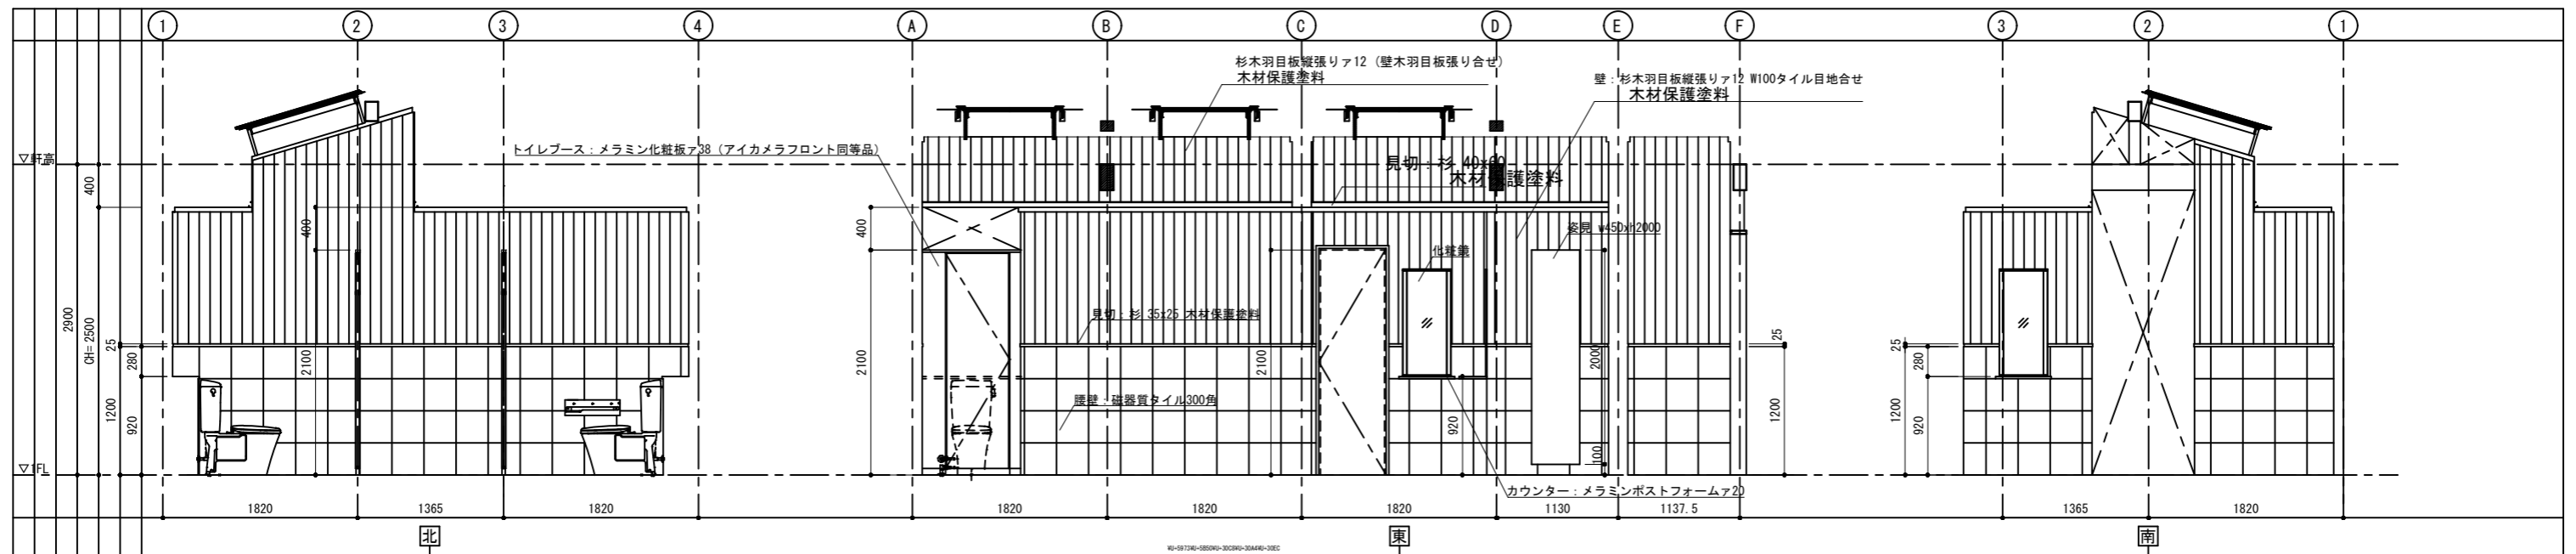 1 2 3 4 A B C D E F 3 2 1
杉木羽目板縦張りァ12 (壁木羽目板張り合せ)
木材保護塗料
壁：杉木羽目板縦張りァ12 W100タイル目地合せ
木材保護塗料
トイレブース：メラミン化粧板ァ38 (アイカメラフロント同等品)
▽軒高
見切：杉 40x60
木材保護塗料
400
400
400
姿見 w450xh2000
化粧鏡
見切：杉 35x25 木材保護塗料
2900
CH=2500
25
280
1200
920
2100
2100
2100
2000
920
100
25
1200
25
280
1200
920
腰壁：磁器質タイル300角
▽1FL
カウンター：メラミンポストフォームァ20
1820 1365 1820 1820 1820 1820 1130 1137.5 1365 1820
北 東 南